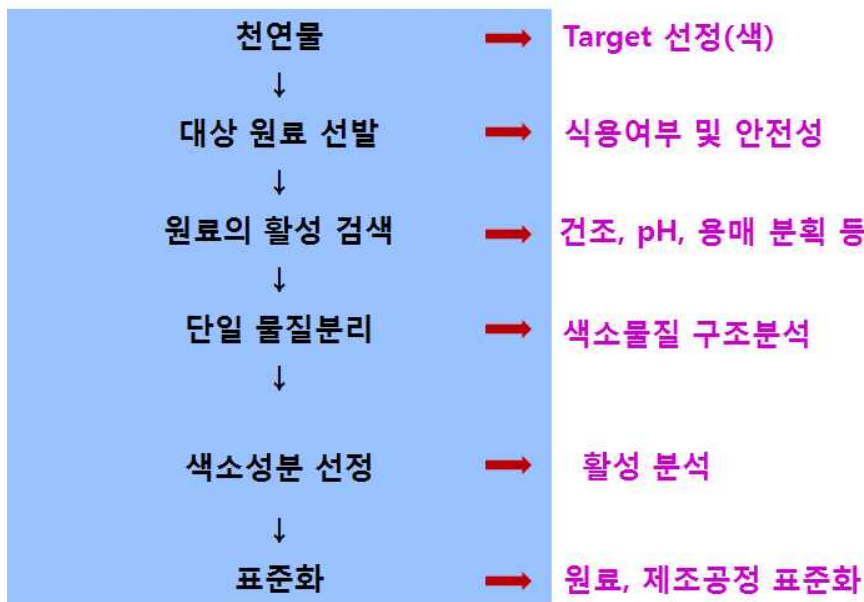 천연물 → Target 선정(색)
↓
대상 원료 선발 → 식용여부 및 안전성
↓
원료의 활성 검색 → 건조, pH, 용매 분획 등
↓
단일 물질분리 → 색소물질 구조분석
↓
색소성분 선정 → 활성 분석
↓
표준화 → 원료, 제조공정 표준화